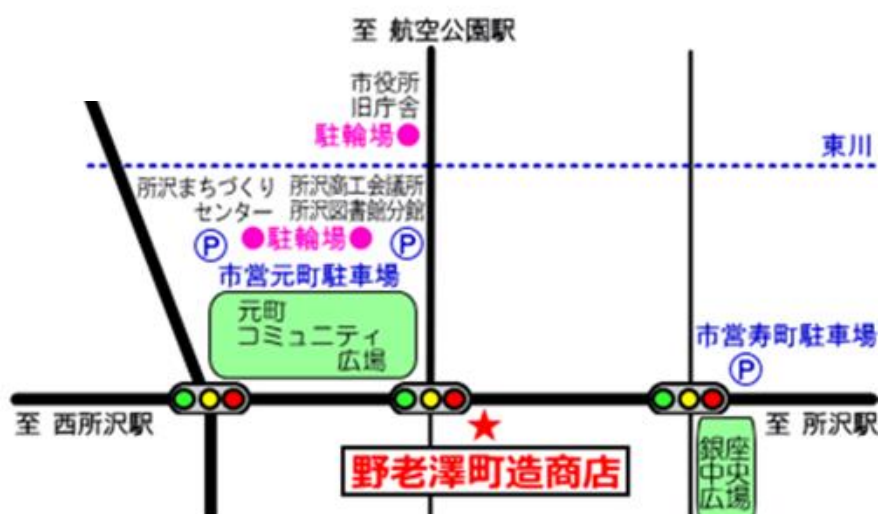 至 航空公園駅
市役所
旧庁舎
駐輪場●
東川
所沢まちづくり
センター
所沢商工会議所
所沢図書館分館
Ⓟ
●駐輪場●
Ⓟ
市営元町駐車場
元町
コミュニティ
広場
市営寿町駐車場
Ⓟ
至 西所沢駅
至 所沢駅
野老澤町造商店
銀座
中央
広場